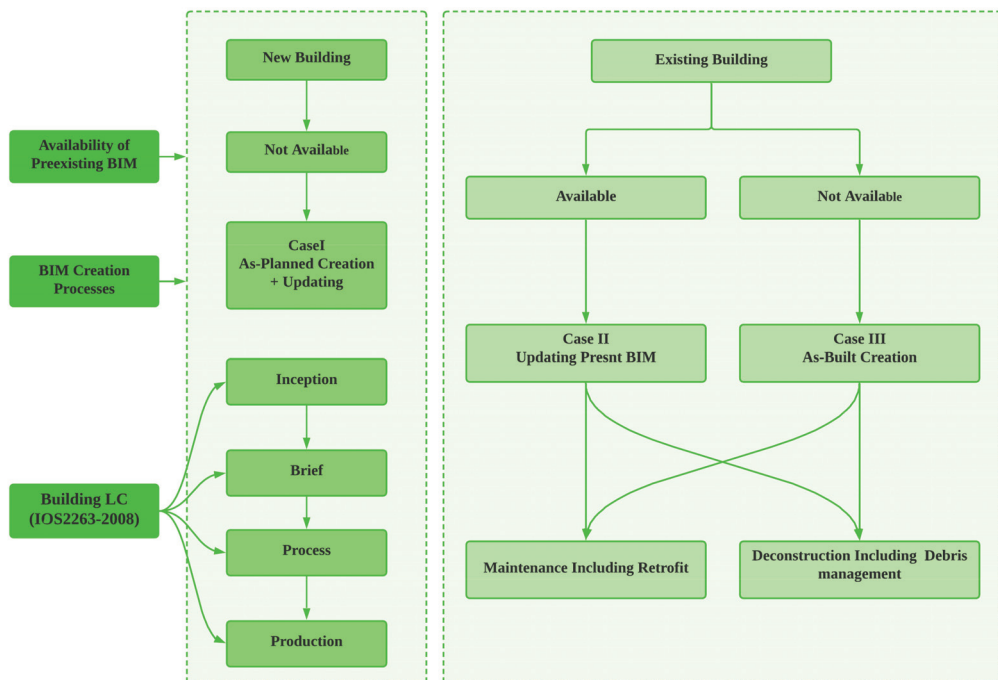 New Building
Existing Building
Availability of
Preexisting BIM
Not Available
Available
Not Available
BIM Creation
Processes
CaseI
As-Planned Creation
+ Updating
Case II
Updating Presnt BIM
Case III
As-Built Creation
Inception
Brief
Building LC
(IOS2263-2008)
Process
Maintenance Including Retrofit
Deconstruction Including Debris
management
Production